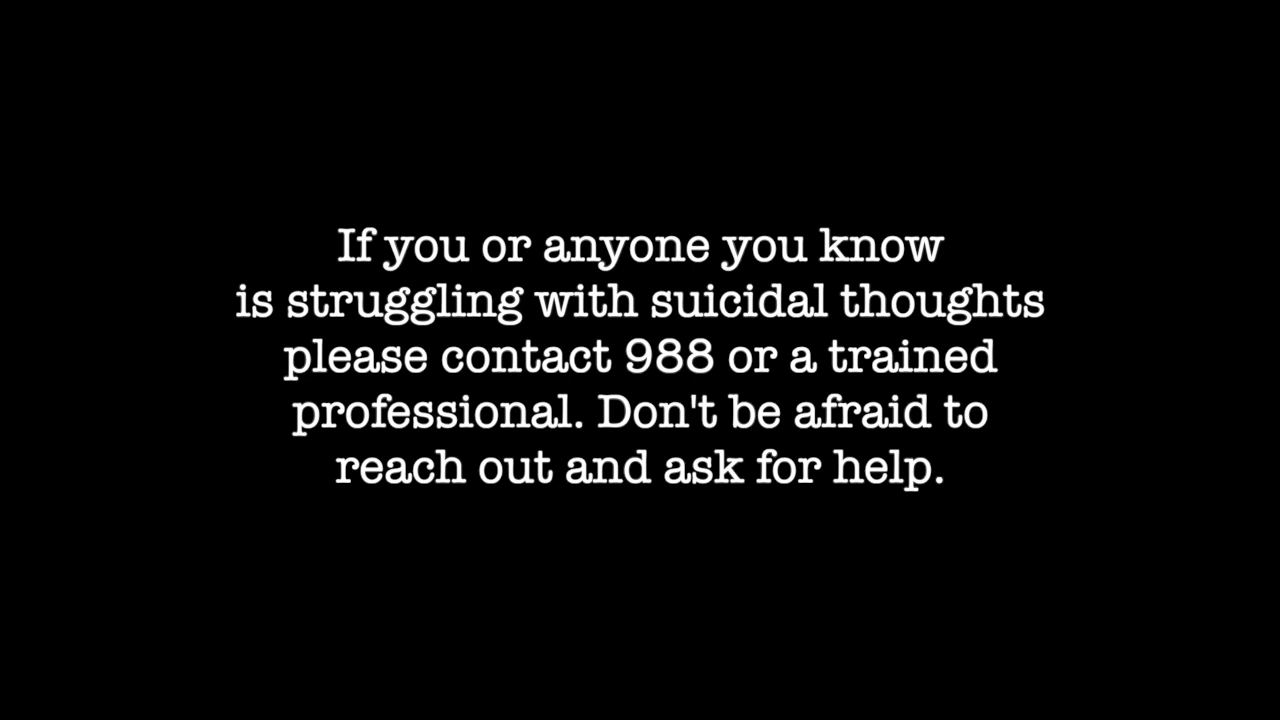 If you or anyone you know
is struggling with suicidal thoughts
please contact 988 or a trained
professional. Don't be afraid to
reach out and ask for help.